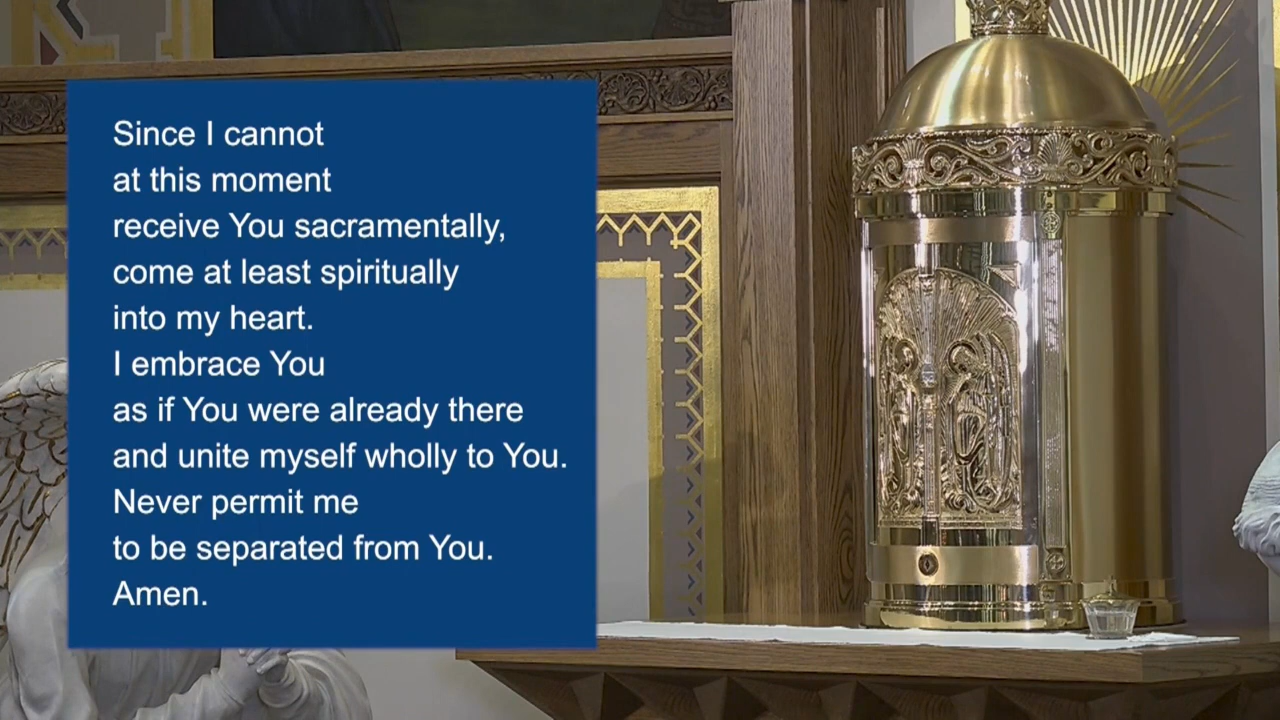 Since I cannot
at this moment
receive You sacramentally,
come at least spiritually
into my heart.
I embrace You
as if You were already there
and unite myself wholly to You.
Never permit me
to be separated from You.
Amen.